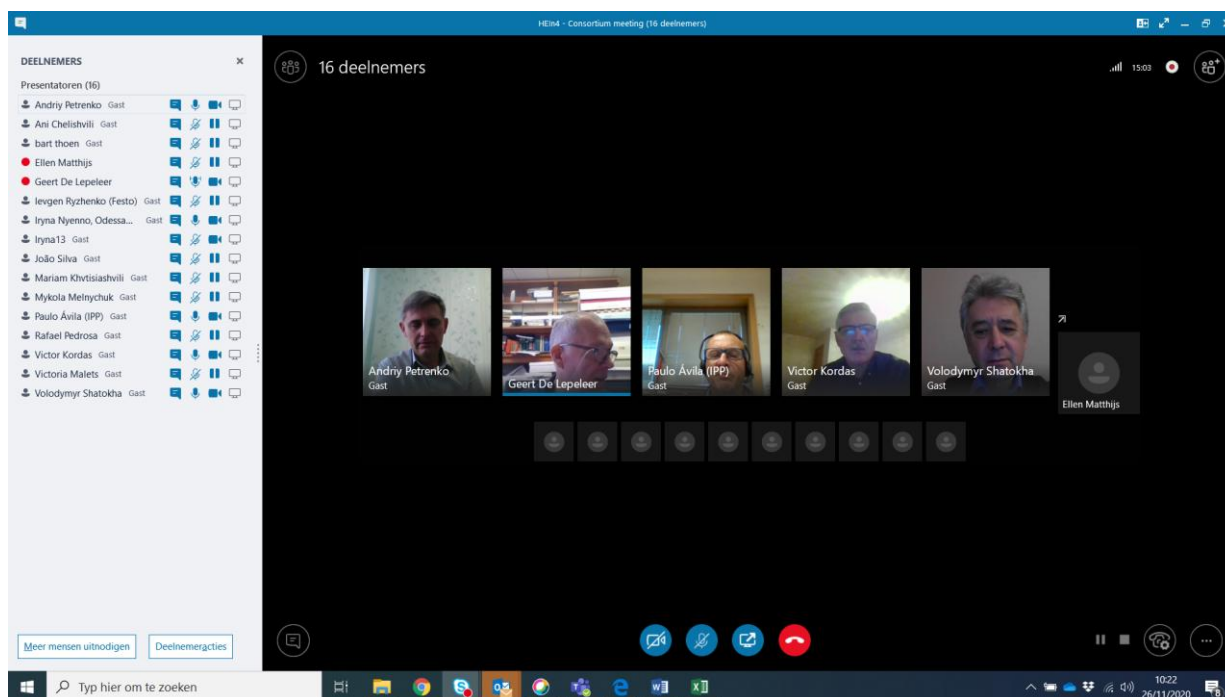 HEIn4 - Consortium meeting (16 deelnemers)
DEELNEMERS
Presentatoren (16)
Andriy Petrenko Gast
Ani Chelishvili Gast
bart thoen Gast
Ellen Matthijs
Geert De Lepeleer
Ievgen Ryzhenko (Festo) Gast
Iryna Nyenno, Odessa... Gast
Iryna13 Gast
João Silva Gast
Mariam Khvtisiashvili Gast
Mykola Melnychuk Gast
Paulo Ávila (IPP) Gast
Rafael Pedrosa Gast
Victor Kordas Gast
Victoria Malets Gast
Volodymyr Shatokha Gast
Meer mensen uitnodigen
Deelnemeracties
16 deelnemers
15:03
Andriy Petrenko
Gast
Geert De Lepeleer
Paulo Ávila (IPP)
Gast
Victor Kordas
Gast
Volodymyr Shatokha
Gast
Ellen Matthijs
Typ hier om te zoeken
10:22
26/11/2020